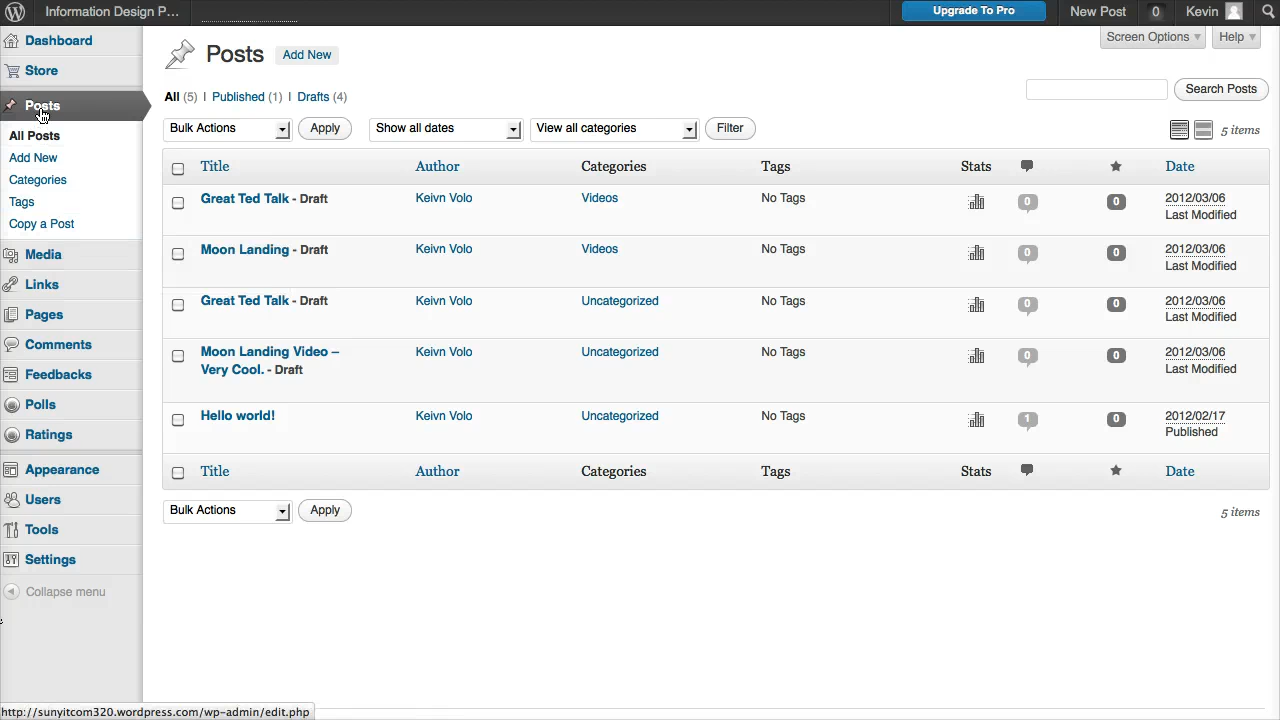 Information Design P… Upgrade To Pro New Post 0 Kevin
Dashboard
Store
Posts
All Posts
Add New
Categories
Tags
Copy a Post
Media
Links
Pages
Comments
Feedbacks
Polls
Ratings
Appearance
Users
Tools
Settings
Collapse menu
Screen Options Help
Posts Add New
All (5) | Published (1) | Drafts (4)
Search Posts
Bulk Actions Apply Show all dates View all categories Filter 5 items
Title Author Categories Tags Stats Date
Great Ted Talk - Draft Keivn Volo Videos No Tags 0 0 2012/03/06
Last Modified
Moon Landing - Draft Keivn Volo Videos No Tags 0 0 2012/03/06
Last Modified
Great Ted Talk - Draft Keivn Volo Uncategorized No Tags 0 0 2012/03/06
Last Modified
Moon Landing Video – Keivn Volo Uncategorized No Tags 0 0 2012/03/06
Very Cool. - Draft Last Modified
Hello world! Keivn Volo Uncategorized No Tags 1 0 2012/02/17
Published
Title Author Categories Tags Stats Date
Bulk Actions Apply 5 items
http://sunyitcom320.wordpress.com/wp-admin/edit.php